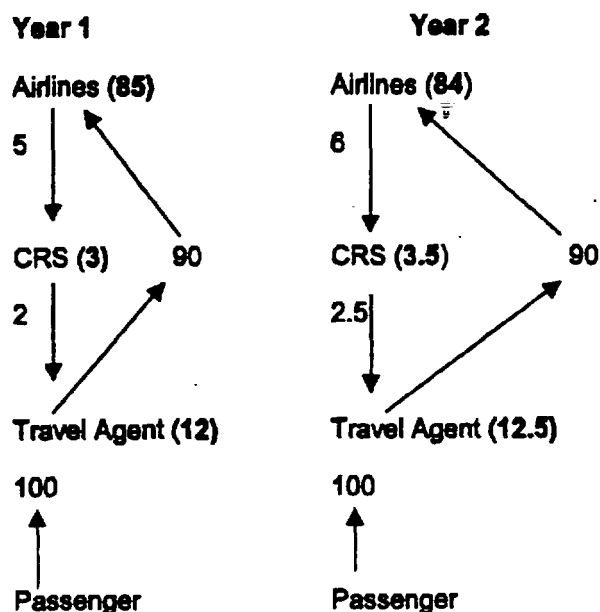 Year 1
Airlines (85)
5
CRS (3)
90
2
Travel Agent (12)
100
Passenger
Year 2
Airlines (84)
6
CRS (3.5)
90
2.5
Travel Agent (12.5)
100
Passenger